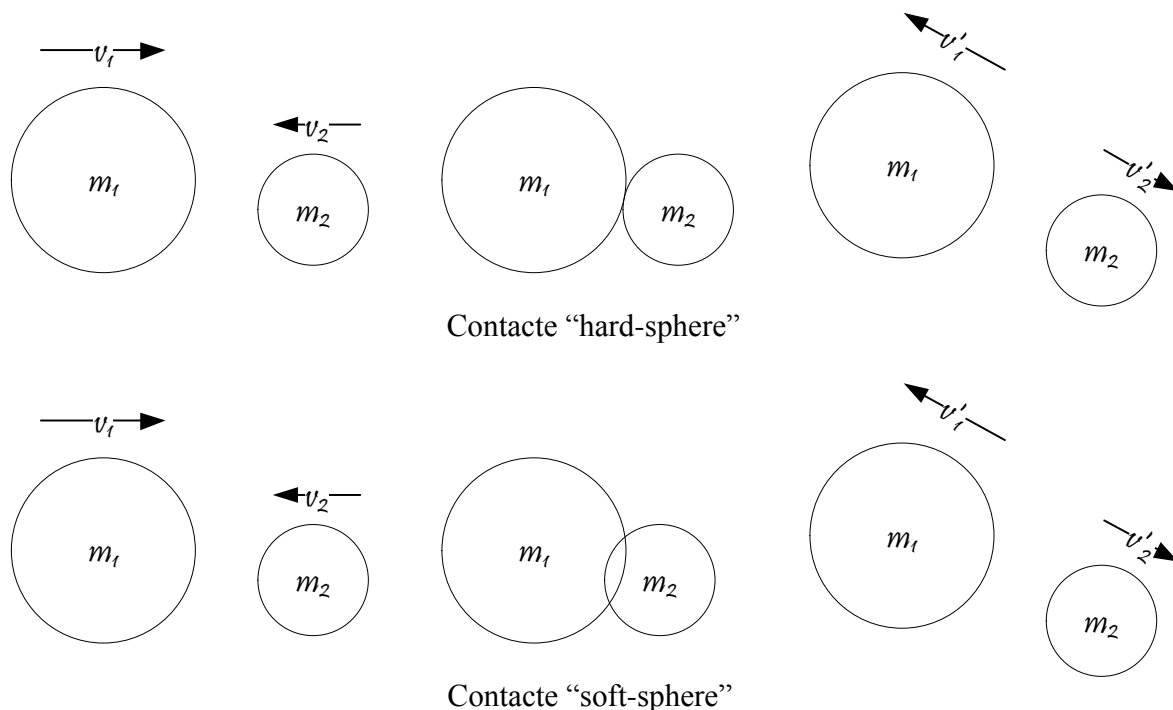 v₁
v₂
v'₁
v'₂
m₁
m₂
m₁
m₂
m₁
m₂
Contacte “hard-sphere”
v₁
v₂
v'₁
v'₂
m₁
m₂
m₁
m₂
m₁
m₂
Contacte “soft-sphere”